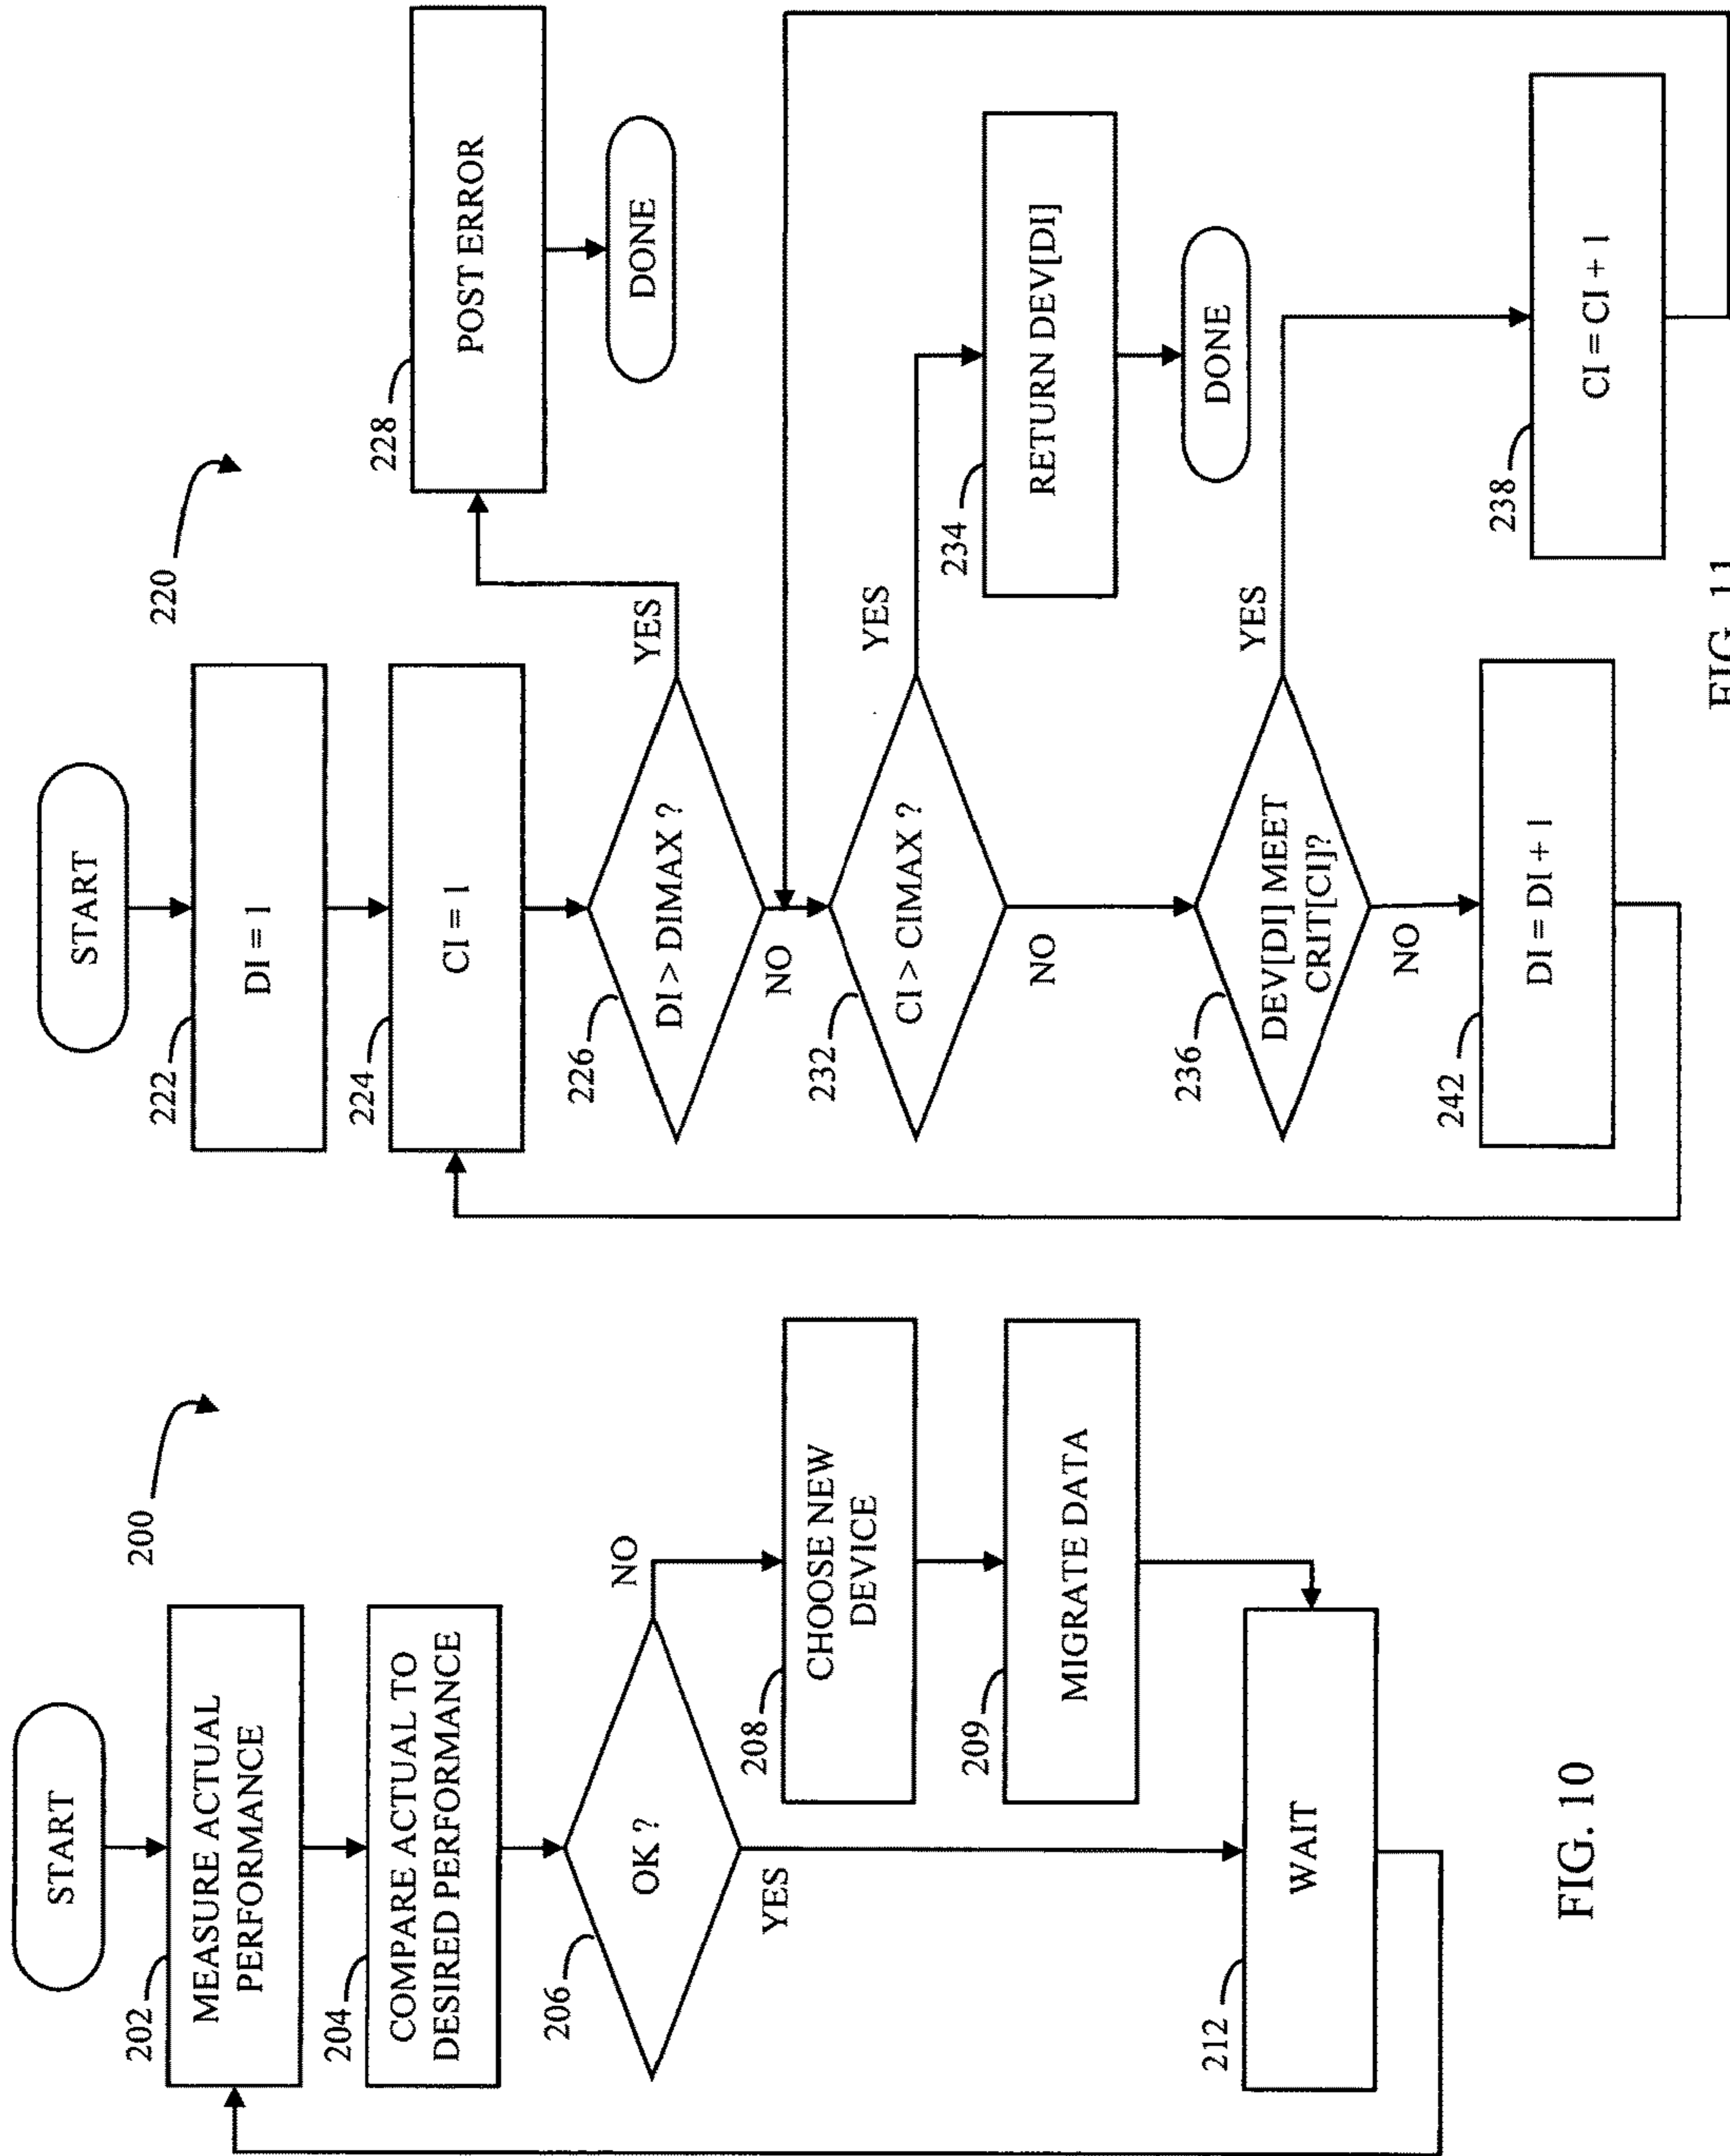 200
START
202
MEASURE ACTUAL
PERFORMANCE
204
COMPARE ACTUAL TO
DESIRED PERFORMANCE
206
OK ?
NO
YES
208
CHOOSE NEW
DEVICE
209
MIGRATE DATA
212
WAIT
FIG. 10
220
START
222
DI = 1
224
CI = 1
226
DI > DIMAX ?
YES
NO
228
POST ERROR
DONE
232
CI > CIMAX ?
YES
NO
234
RETURN DEV[DI]
DONE
236
DEV[DI] MEET
CRIT[CI]?
YES
NO
238
CI = CI + 1
242
DI = DI + 1
FIG. 11